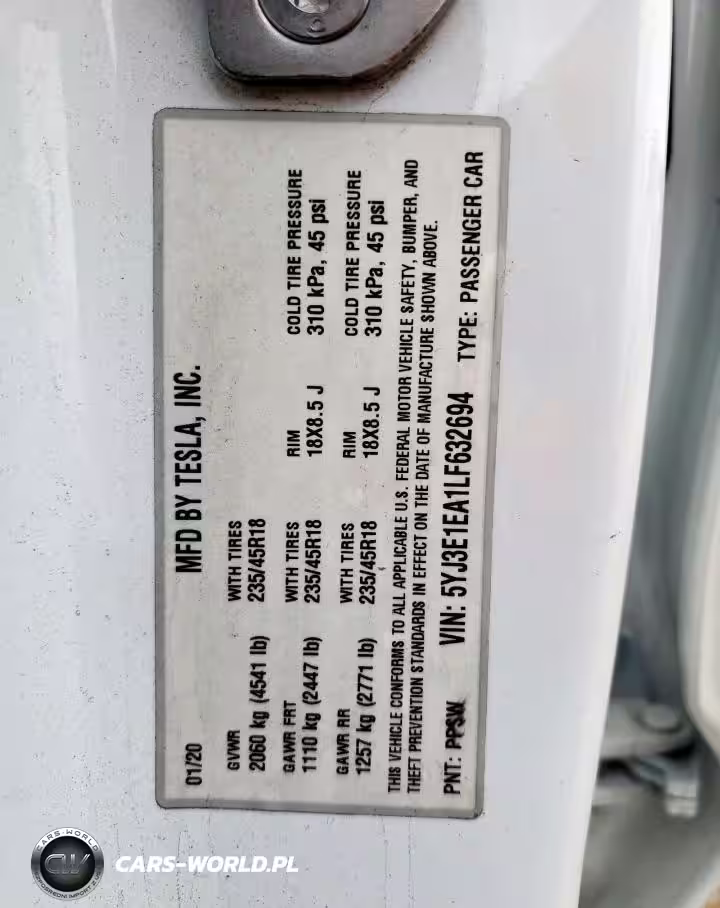 MFD BY TESLA, INC.
01/20
GVWR WITH TIRES
2060 kg (4541 lb) 235/45R18
GAWR FRT WITH TIRES RIM COLD TIRE PRESSURE
1110 kg (2447 lb) 235/45R18 18X8.5 J 310 kPa, 45 psi
GAWR RR WITH TIRES RIM COLD TIRE PRESSURE
1257 kg (2771 lb) 235/45R18 18X8.5 J 310 kPa, 45 psi
THIS VEHICLE CONFORMS TO ALL APPLICABLE U.S. FEDERAL MOTOR VEHICLE SAFETY, BUMPER, AND
THEFT PREVENTION STANDARDS IN EFFECT ON THE DATE OF MANUFACTURE SHOWN ABOVE.
PNT: PPSW VIN: 5YJ3E1EA1LF632694 TYPE: PASSENGER CAR
CARS-WORLD
CW
CARS-WORLD.PL